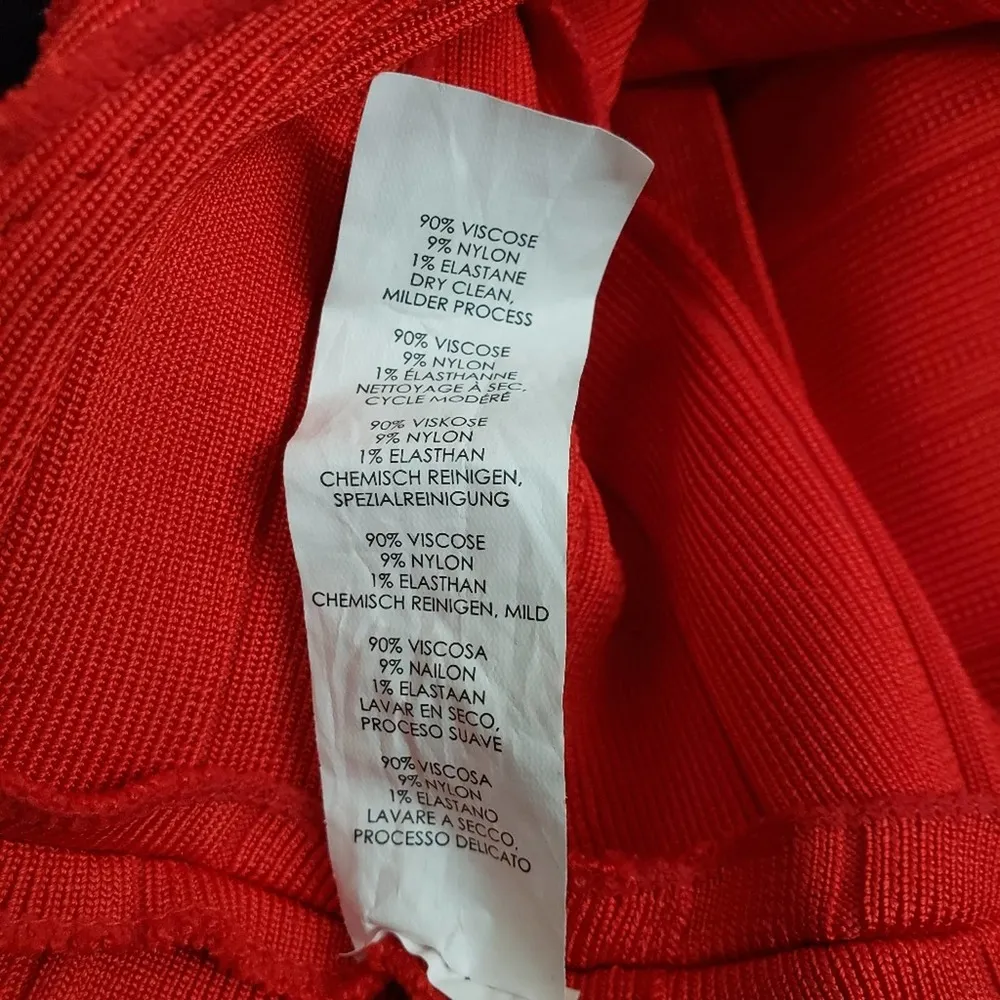 90% VISCOSE
9% NYLON
1% ELASTANE
DRY CLEAN,
MILDER PROCESS
90% VISCOSE
9% NYLON
1% ÉLASTHANNE
NETTOYAGE À SEC,
CYCLE MODÉRÉ
90% VISKOSE
9% NYLON
1% ELASTHAN
CHEMISCH REINIGEN,
SPEZIALREINIGUNG
90% VISCOSE
9% NYLON
1% ELASTHAN
CHEMISCH REINIGEN, MILD
90% VISCOSA
9% NAILON
1% ELASTAAN
LAVAR EN SECO,
PROCESO SUAVE
90% VISCOSA
9% NYLON
1% ELASTANO
LAVARE A SECCO,
PROCESSO DELICATO